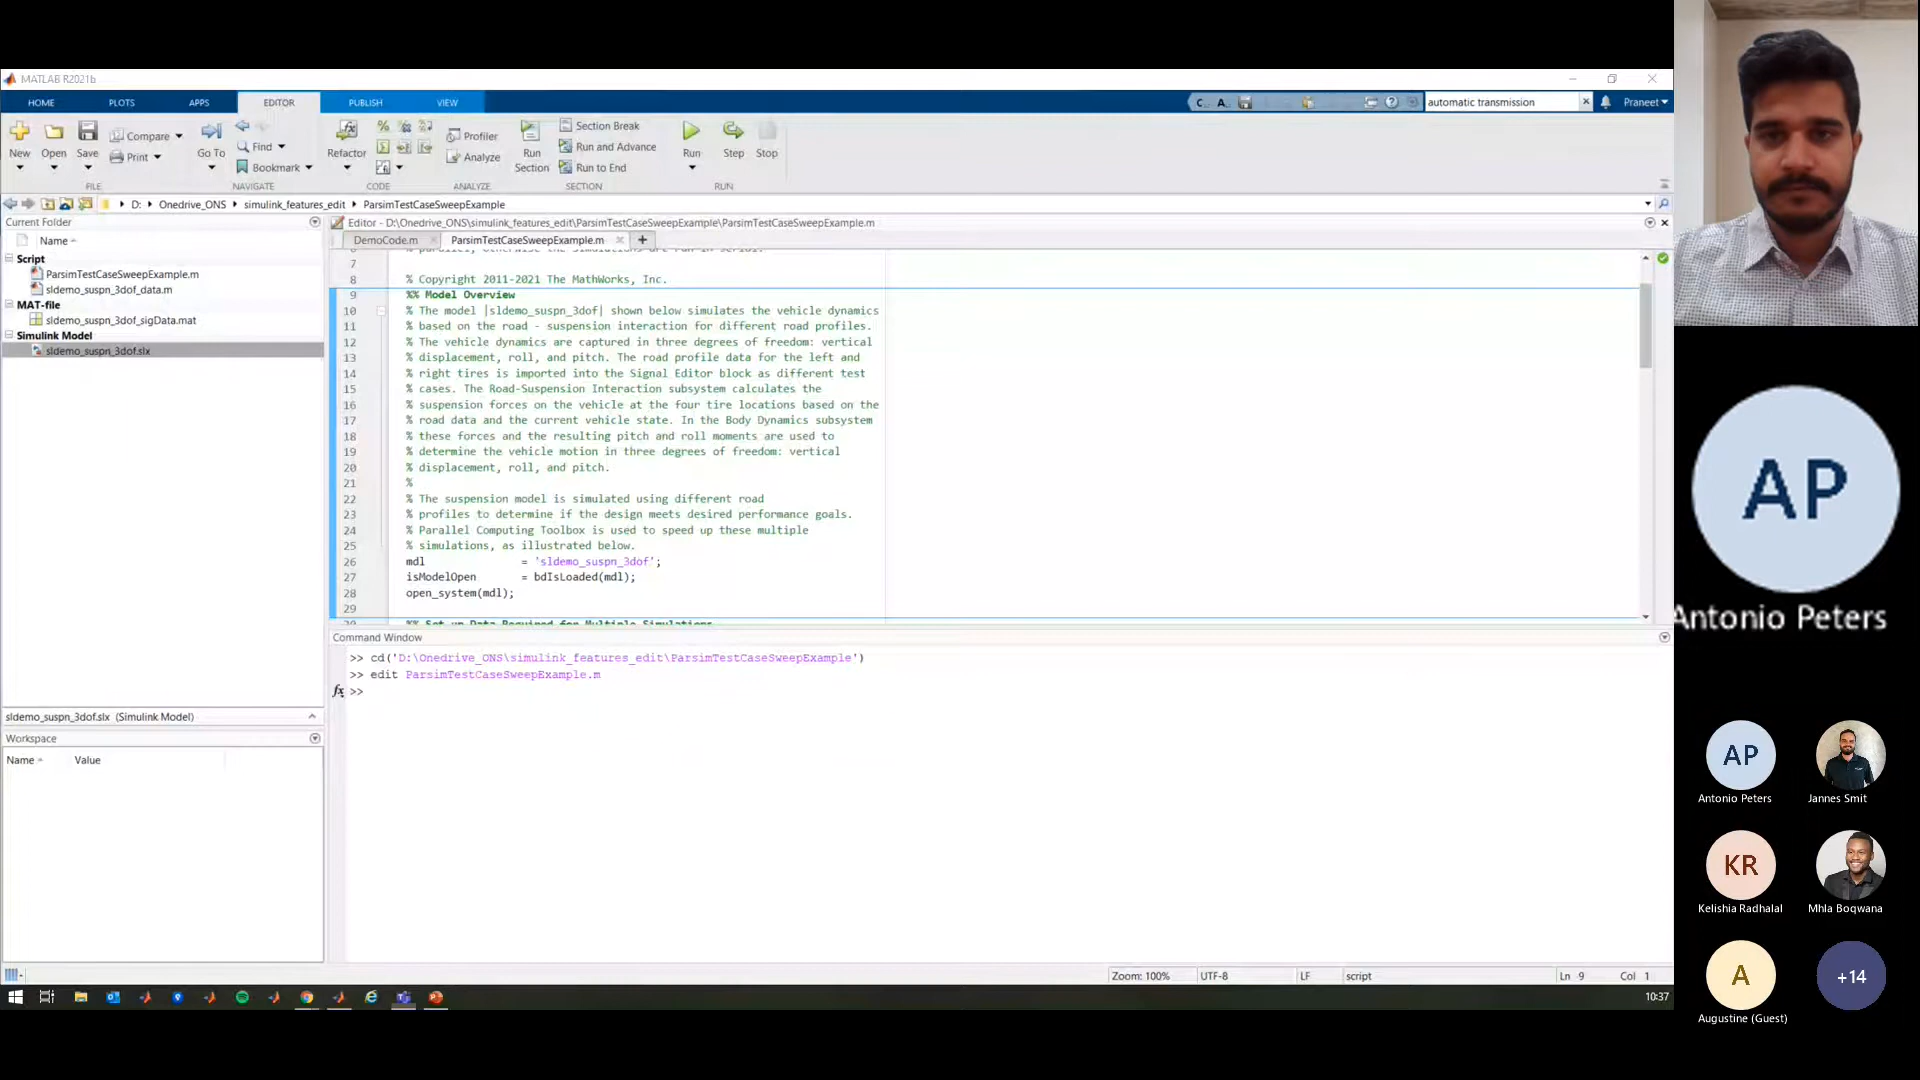 MATLAB R2021b
HOME PLOTS APPS EDITOR PUBLISH VIEW
automatic transmission
Praneet
New Open Save Compare Print
Go To Find Bookmark
Refactor
Profiler
Analyze
Run Section
Section Break
Run and Advance
Run to End
Run Step Stop
FILE NAVIGATE CODE ANALYZE SECTION RUN
D: Onedrive_ONS simulink_features_edit ParsimTestCaseSweepExample
Current Folder
Name
Script
ParsimTestCaseSweepExample.m
sldemo_suspn_3dof_data.m
MAT-file
sldemo_suspn_3dof_sigData.mat
Simulink Model
sldemo_suspn_3dof.slx
sldemo_suspn_3dof.slx (Simulink Model)
Workspace
Name Value
Editor - D:\Onedrive_ONS\simulink_features_edit\ParsimTestCaseSweepExample\ParsimTestCaseSweepExample.m
DemoCode.m ParsimTestCaseSweepExample.m
7
8 % Copyright 2011-2021 The MathWorks, Inc.
9 %% Model Overview
10 % The model |sldemo_suspn_3dof| shown below simulates the vehicle dynamics
11 % based on the road - suspension interaction for different road profiles.
12 % The vehicle dynamics are captured in three degrees of freedom: vertical
13 % displacement, roll, and pitch. The road profile data for the left and
14 % right tires is imported into the Signal Editor block as different test
15 % cases. The Road-Suspension Interaction subsystem calculates the
16 % suspension forces on the vehicle at the four tire locations based on the
17 % road data and the current vehicle state. In the Body Dynamics subsystem
18 % these forces and the resulting pitch and roll moments are used to
19 % determine the vehicle motion in three degrees of freedom: vertical
20 % displacement, roll, and pitch.
21 %
22 % The suspension model is simulated using different road
23 % profiles to determine if the design meets desired performance goals.
24 % Parallel Computing Toolbox is used to speed up these multiple
25 % simulations, as illustrated below.
26 mdl = 'sldemo_suspn_3dof';
27 isModelOpen = bdIsLoaded(mdl);
28 open_system(mdl);
29
Command Window
>> cd('D:\Onedrive_ONS\simulink_features_edit\ParsimTestCaseSweepExample')
>> edit ParsimTestCaseSweepExample.m
fx >>
Zoom: 100% UTF-8 LF script Ln 9 Col 1
10:37
AP
Antonio Peters
AP
Antonio Peters
Jannes Smit
KR
Kelishia Radhalal
Mhla Boqwana
A
Augustine (Guest)
+14